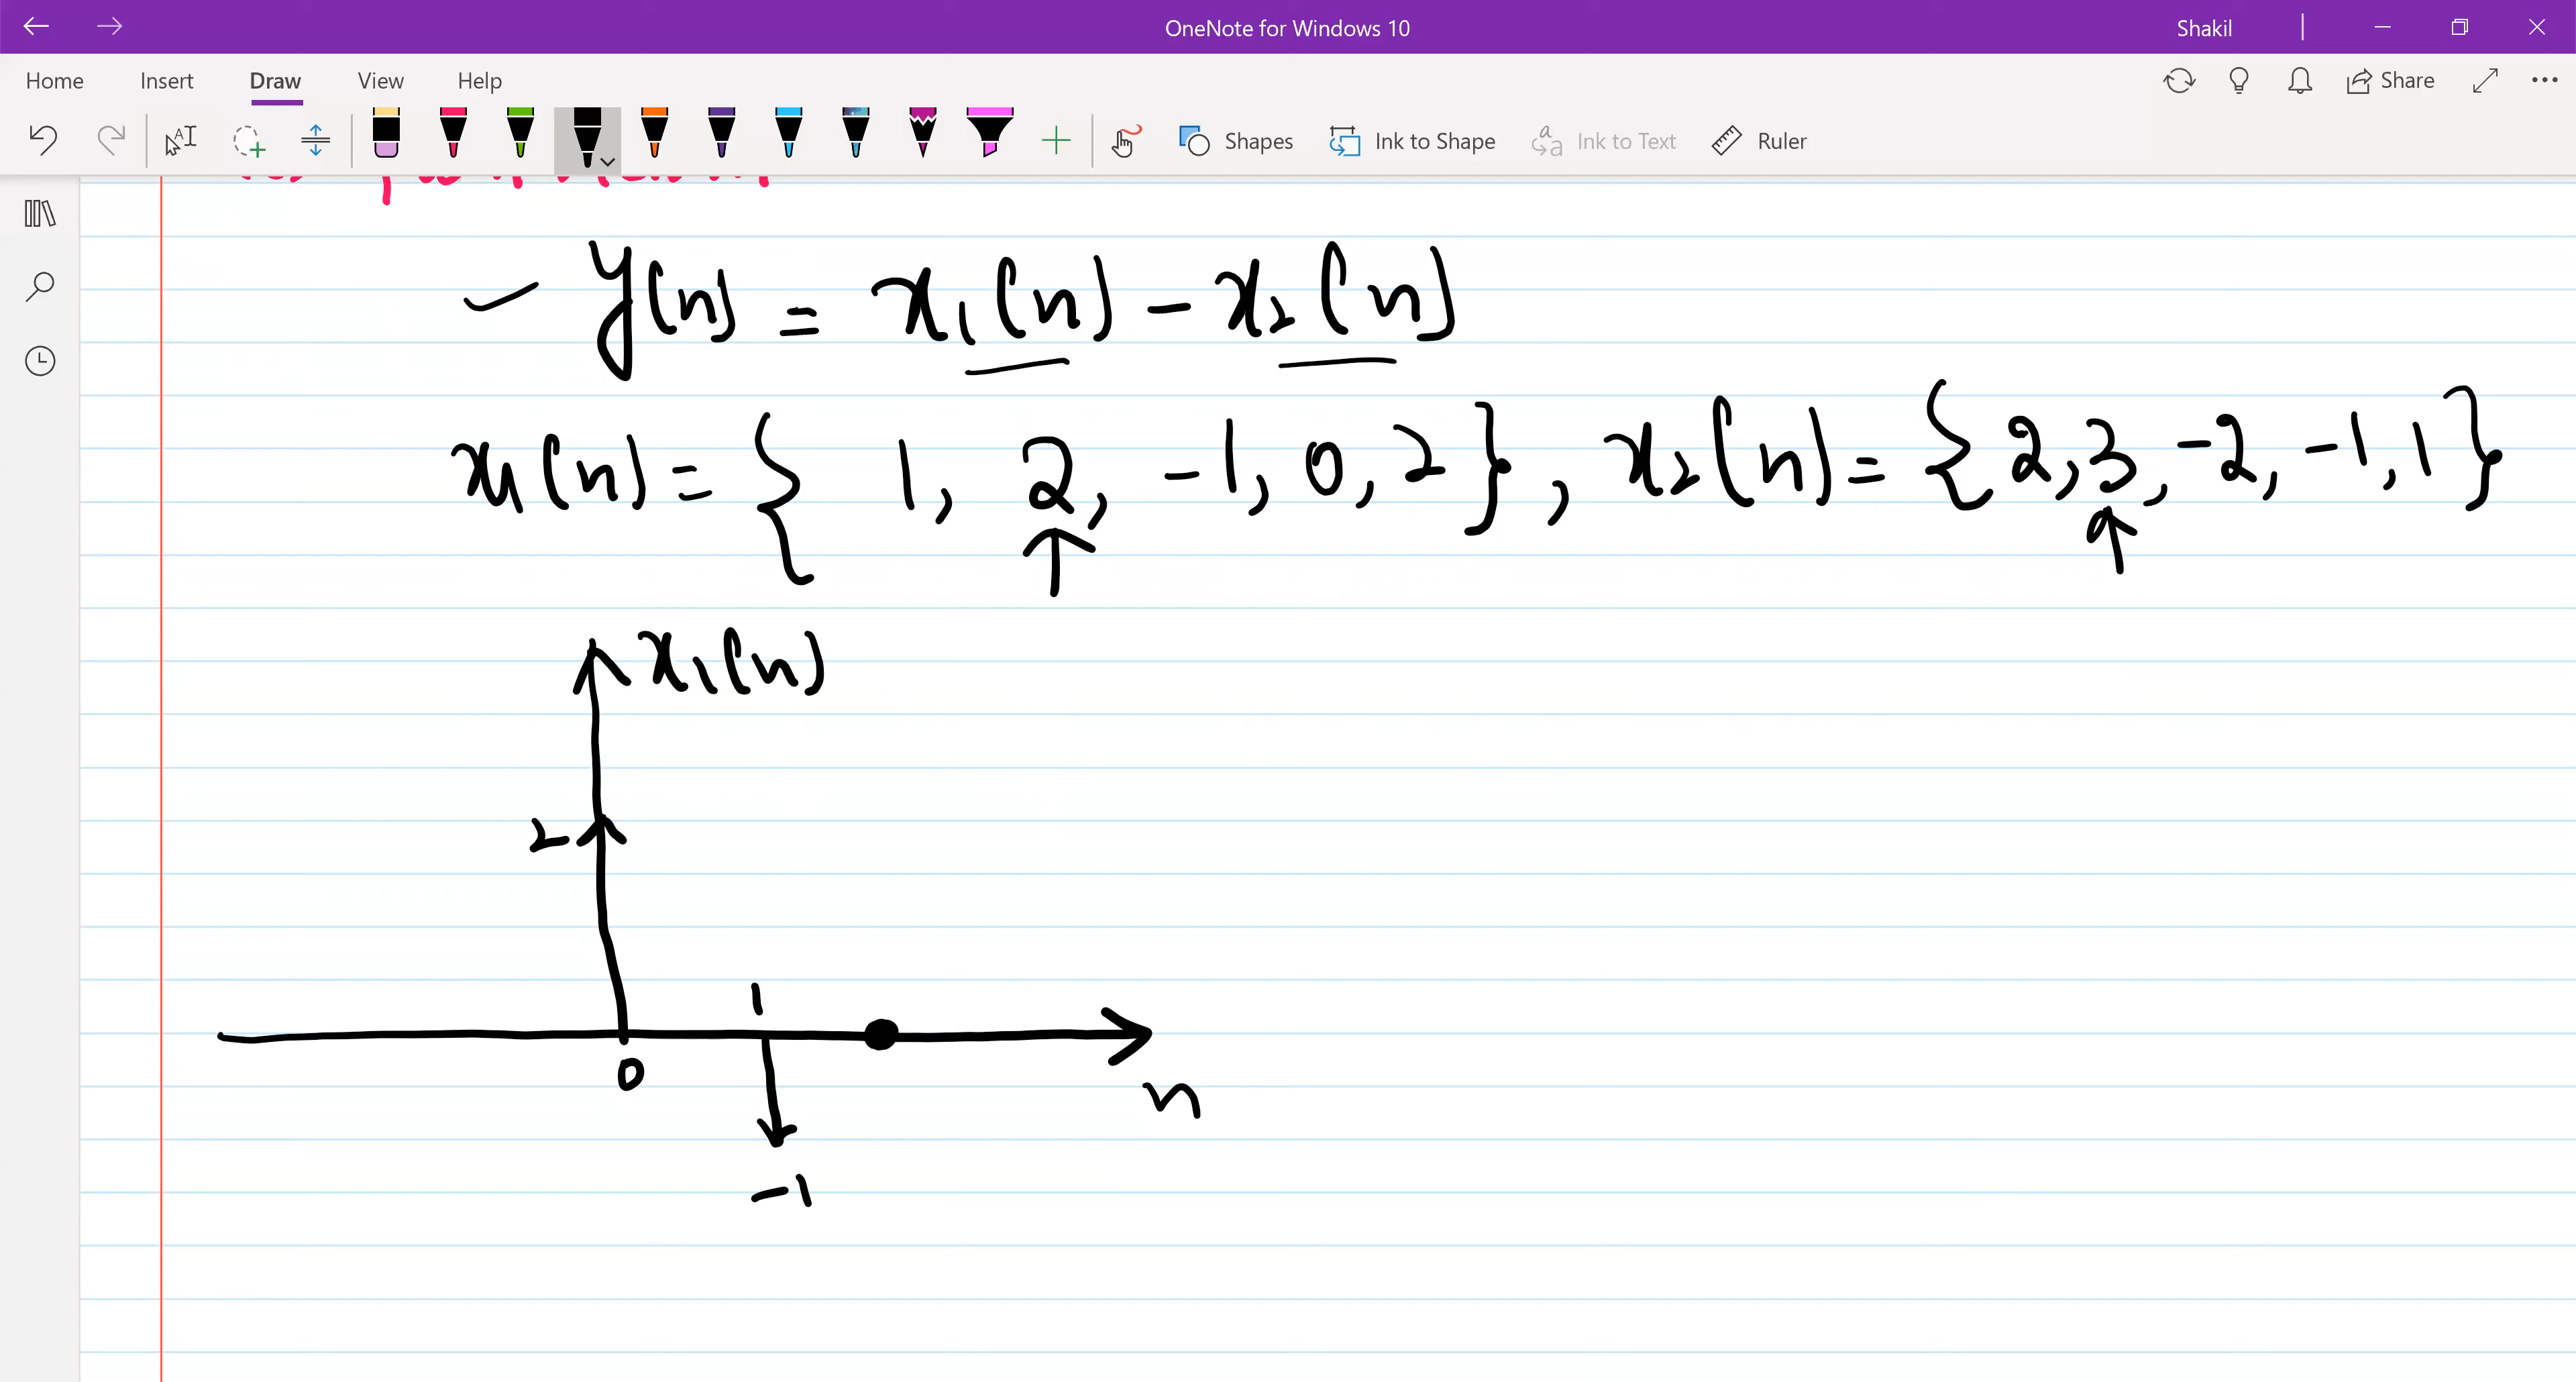 OneNote for Windows 10 Shakil
Home Insert Draw View Help Share
Shapes Ink to Shape Ink to Text Ruler
y(n) = x₁(n) - x₂(n)
x₁(n) = { 1, 2, -1, 0, 2 }, x₂(n) = { 2, 3, -2, -1, 1 }
↑ ↑
x₁(n)
2
1
0
n
-1